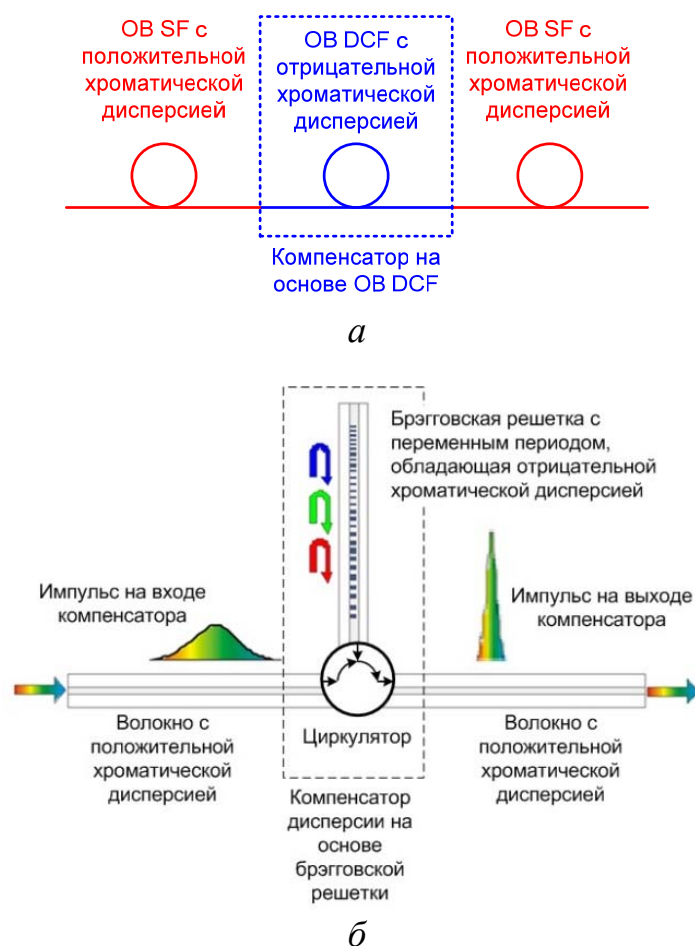 ОВ SF с
положительной
хроматической
дисперсией
ОВ DCF с
отрицательной
хроматической
дисперсией
ОВ SF с
положительной
хроматической
дисперсией
Компенсатор на
основе ОВ DCF
а
Брэгговская решетка с
переменным периодом,
обладающая отрицательной
хроматической дисперсией
Импульс на входе
компенсатора
Импульс на выходе
компенсатора
Волокно с
положительной
хроматической
дисперсией
Циркулятор
Волокно с
положительной
хроматической
дисперсией
Компенсатор
дисперсии на
основе
брэгговской
решетки
б